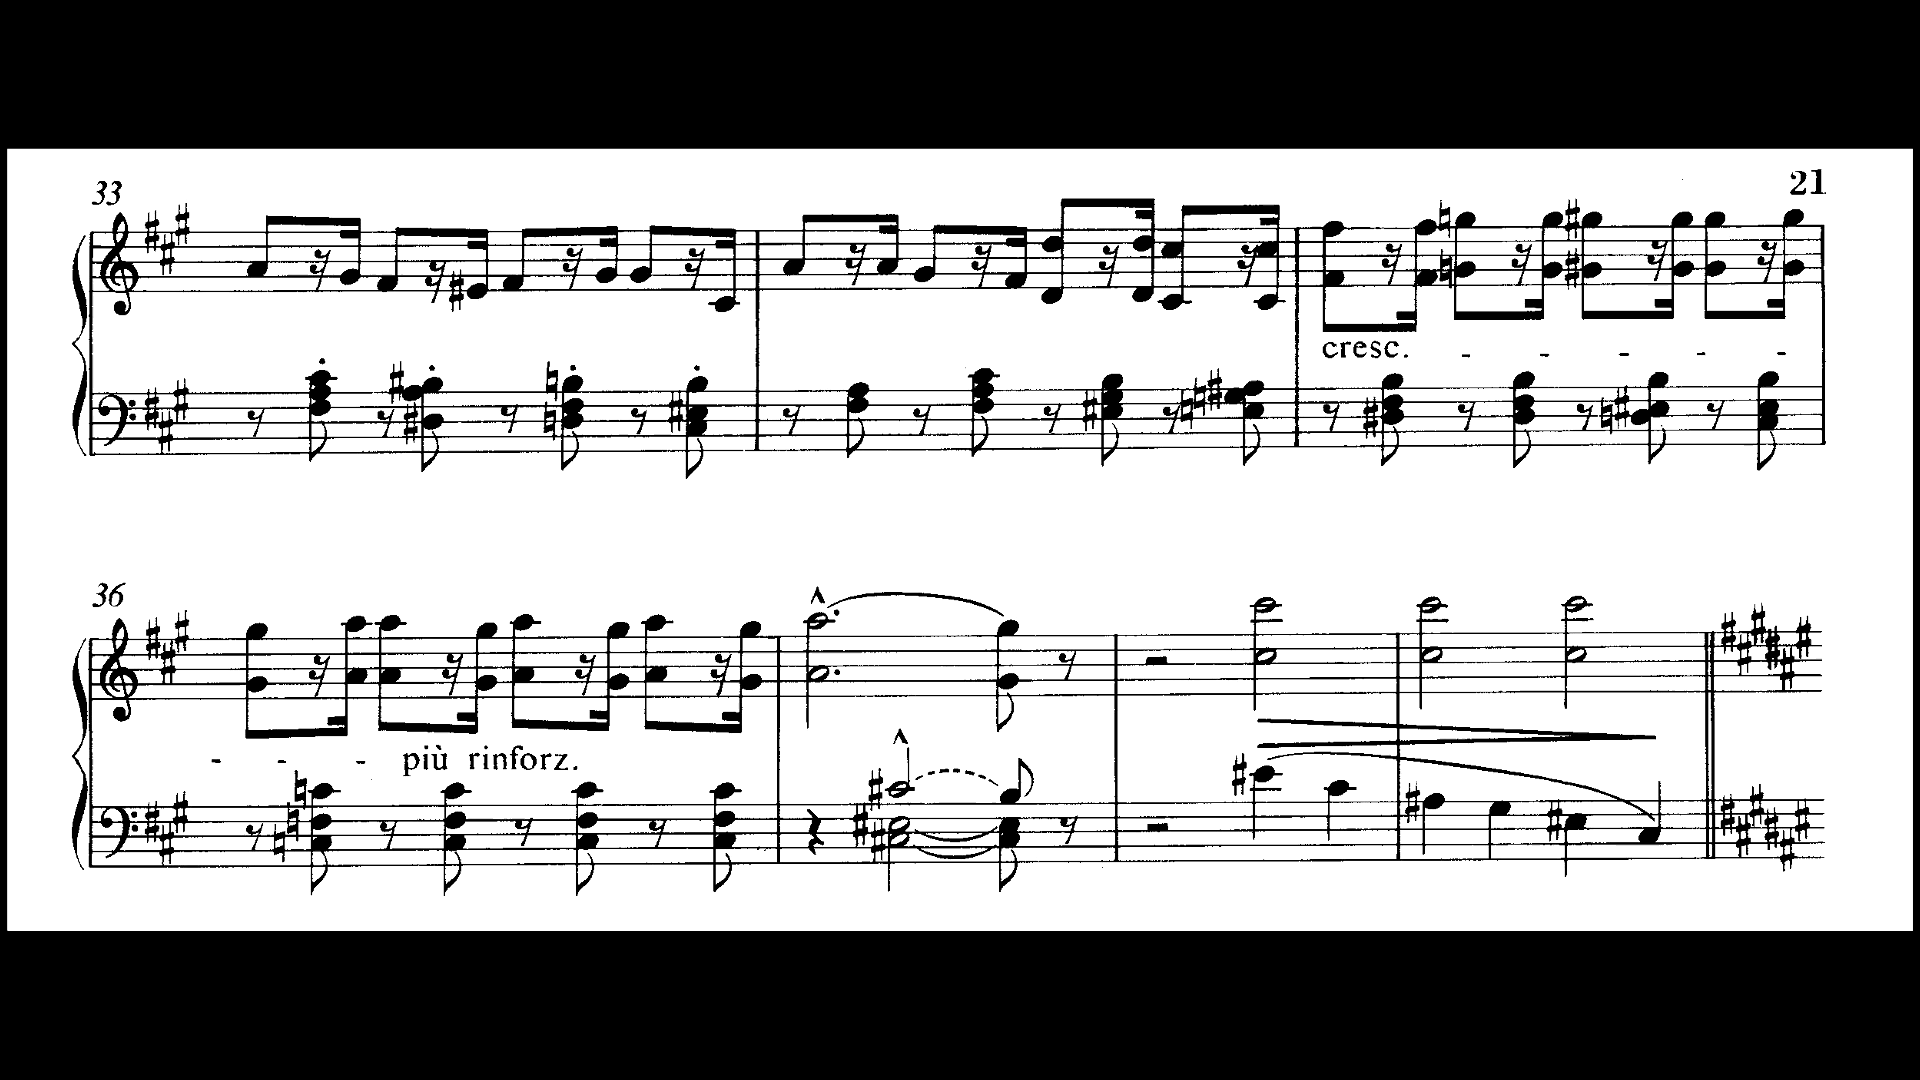 33
21
cresc. - - - - -
36
- - - più rinforz.